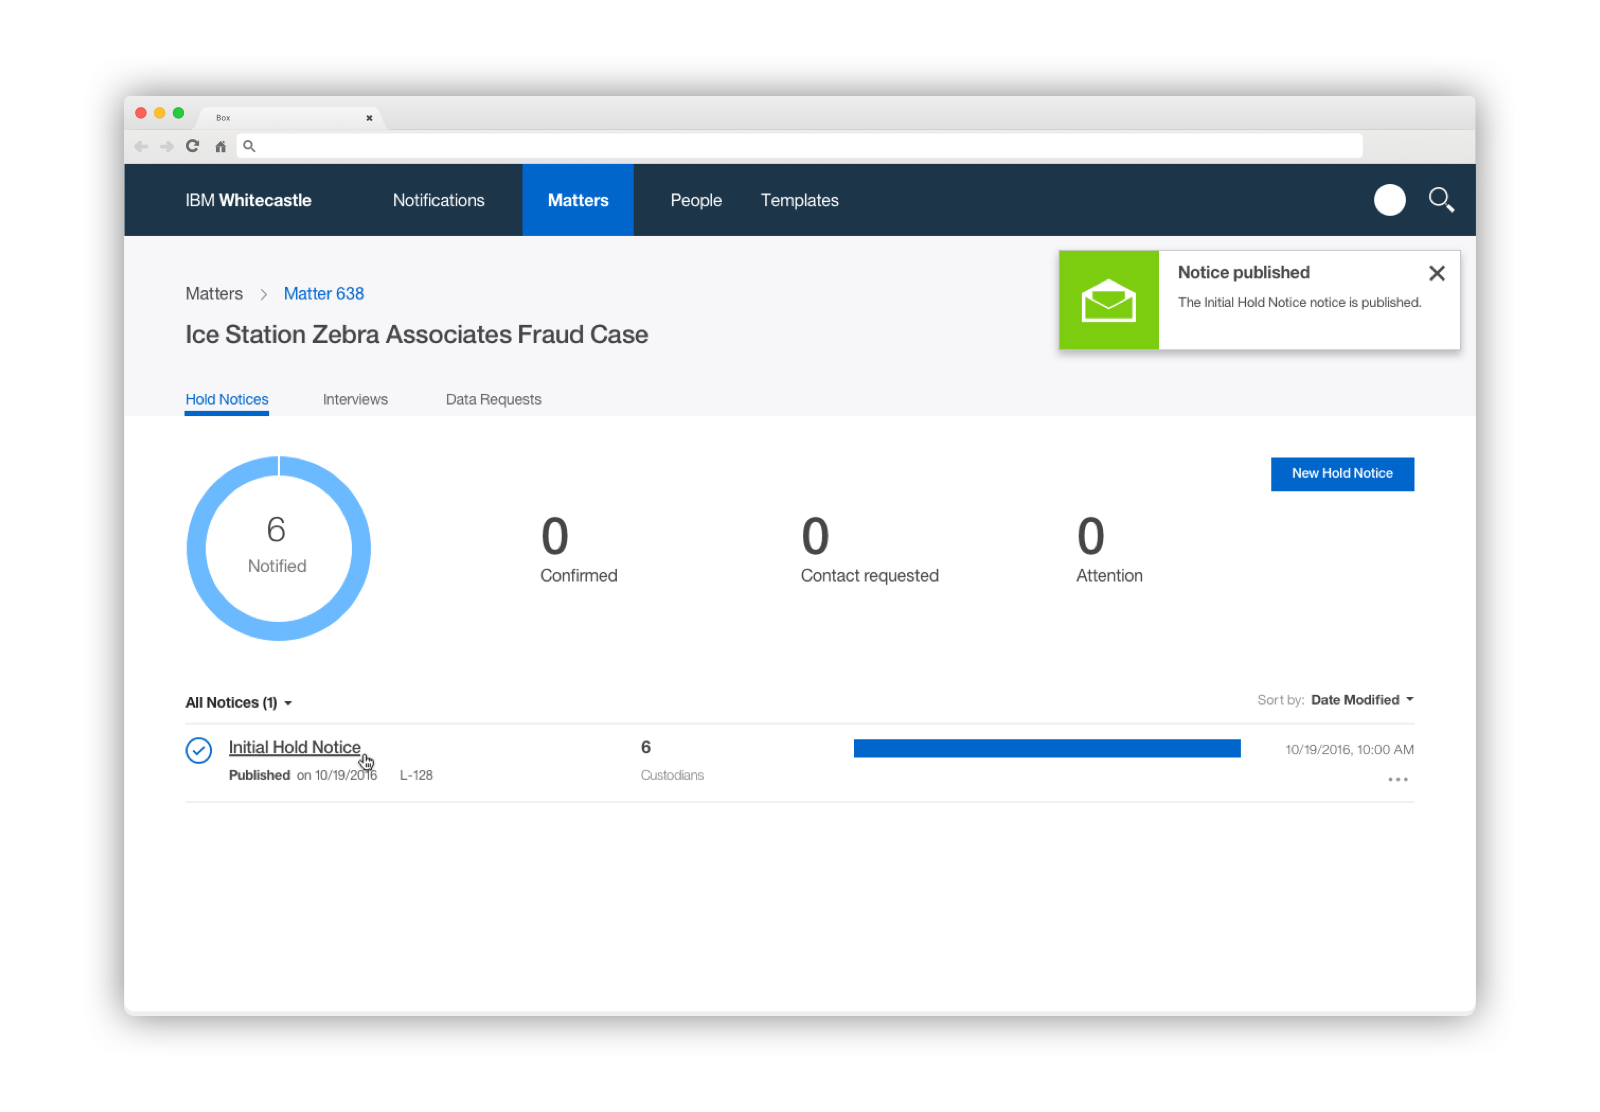 Box
IBM Whitecastle
Notifications
Matters
People
Templates
Notice published
The Initial Hold Notice notice is published.
Matters > Matter 638
Ice Station Zebra Associates Fraud Case
Hold Notices
Interviews
Data Requests
New Hold Notice
6
Notified
0
Confirmed
0
Contact requested
0
Attention
All Notices (1)
Sort by: Date Modified
Initial Hold Notice
Published on 10/19/2016 L-128
6
Custodians
10/19/2016, 10:00 AM